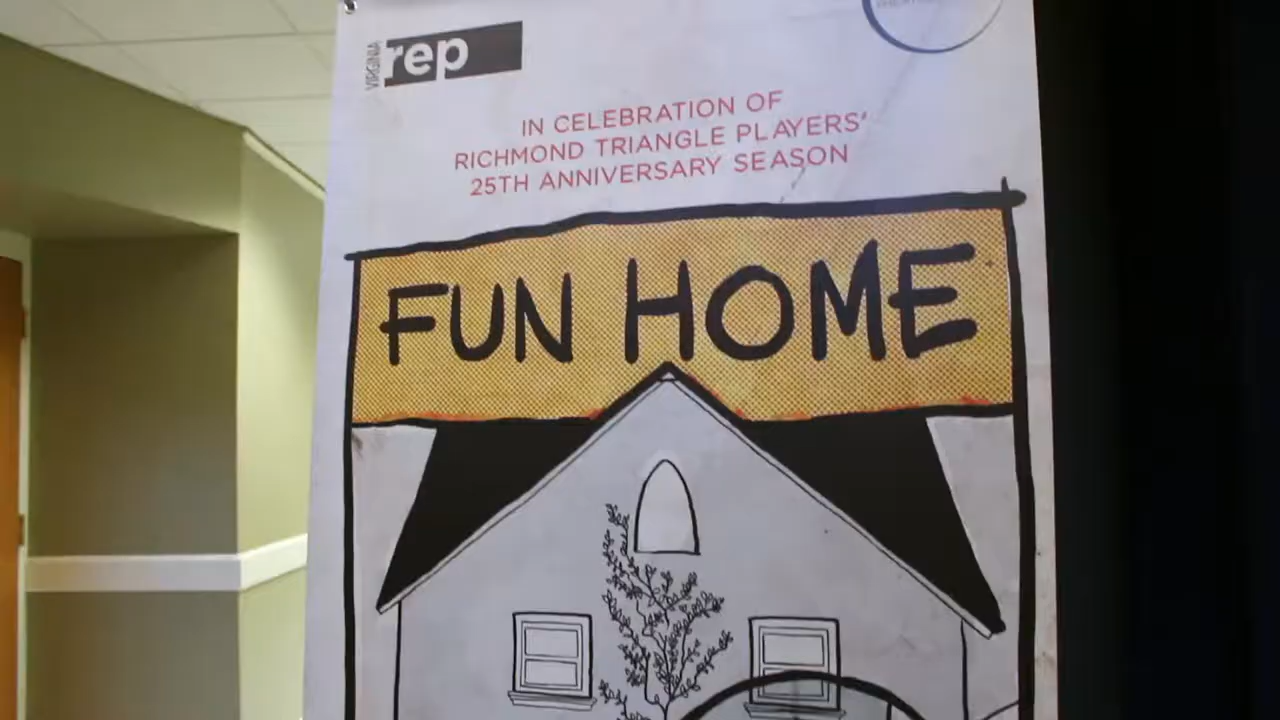 VIRGINIA rep
IN CELEBRATION OF
RICHMOND TRIANGLE PLAYERS'
25TH ANNIVERSARY SEASON
FUN HOME